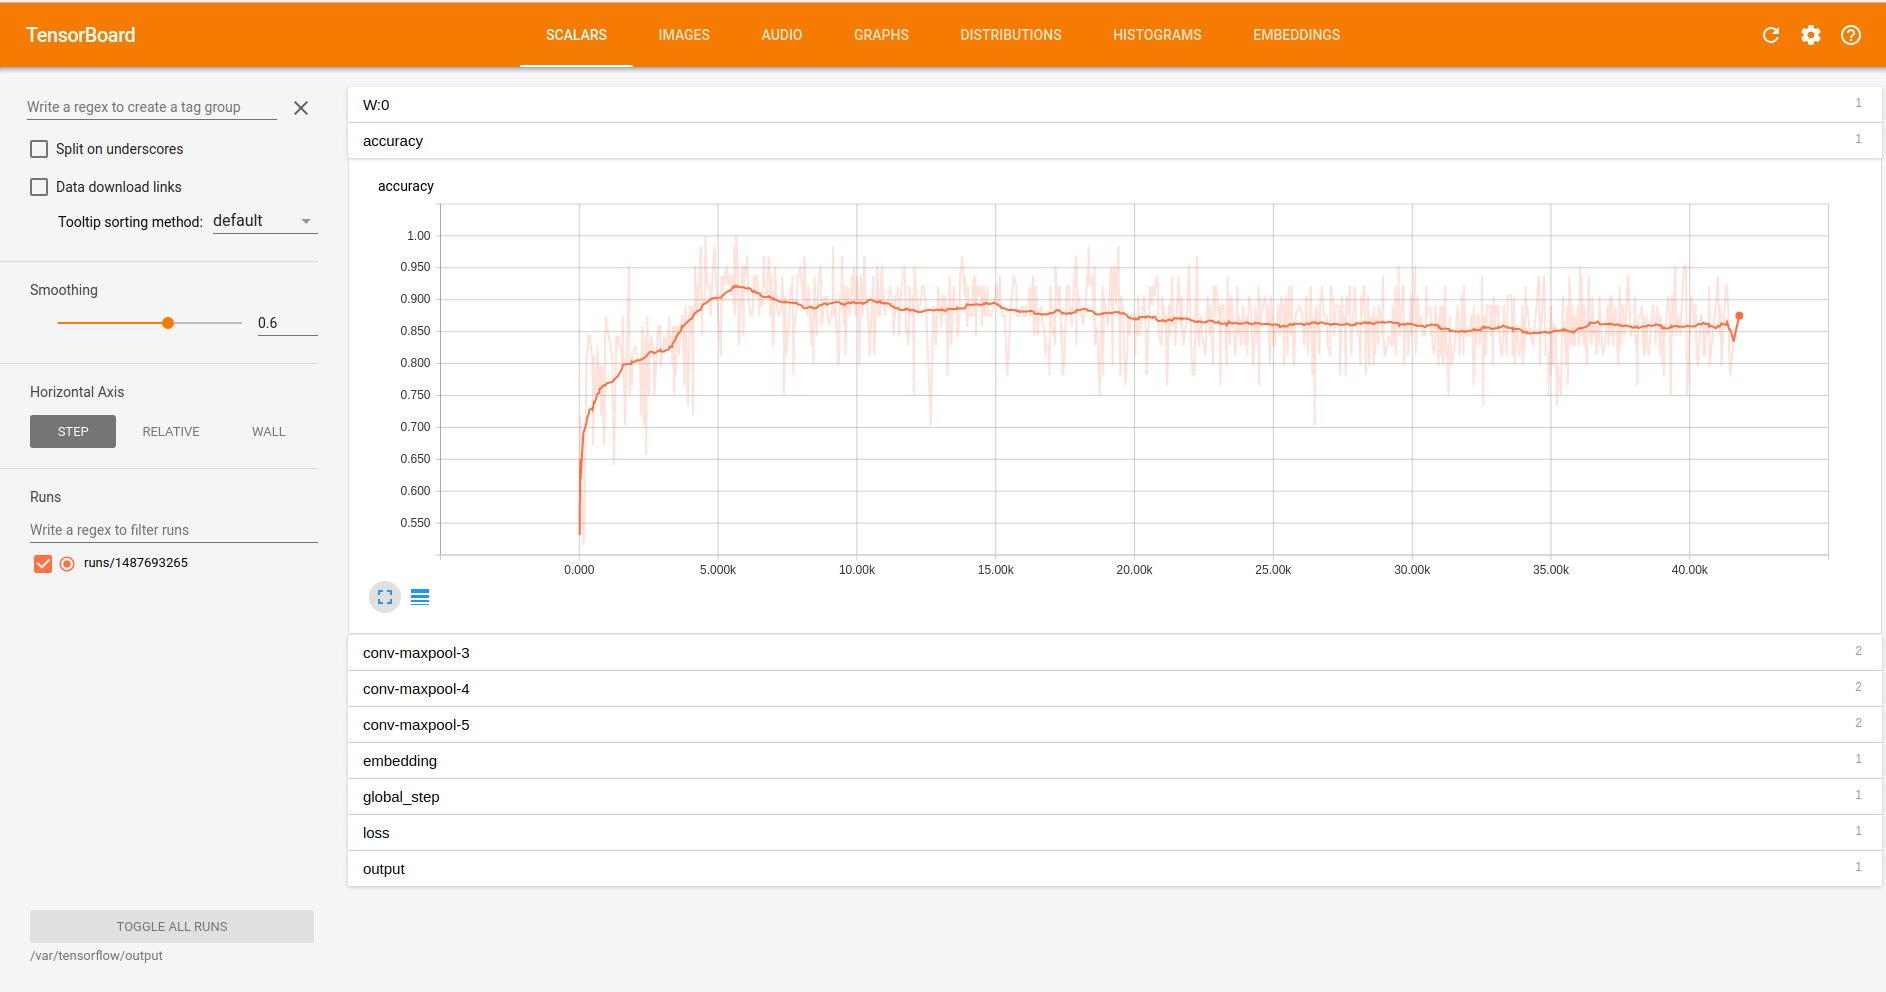 TensorBoard
SCALARS IMAGES AUDIO GRAPHS DISTRIBUTIONS HISTOGRAMS EMBEDDINGS
Write a regex to create a tag group
Split on underscores
Data download links
Tooltip sorting method: default
Smoothing
0.6
Horizontal Axis
STEP RELATIVE WALL
Runs
Write a regex to filter runs
runs/1487693265
TOGGLE ALL RUNS
/var/tensorflow/output
W:0 1
accuracy 1
accuracy
1.00
0.950
0.900
0.850
0.800
0.750
0.700
0.650
0.600
0.550
0.000 5.000k 10.00k 15.00k 20.00k 25.00k 30.00k 35.00k 40.00k
conv-maxpool-3 2
conv-maxpool-4 2
conv-maxpool-5 2
embedding 1
global_step 1
loss 1
output 1